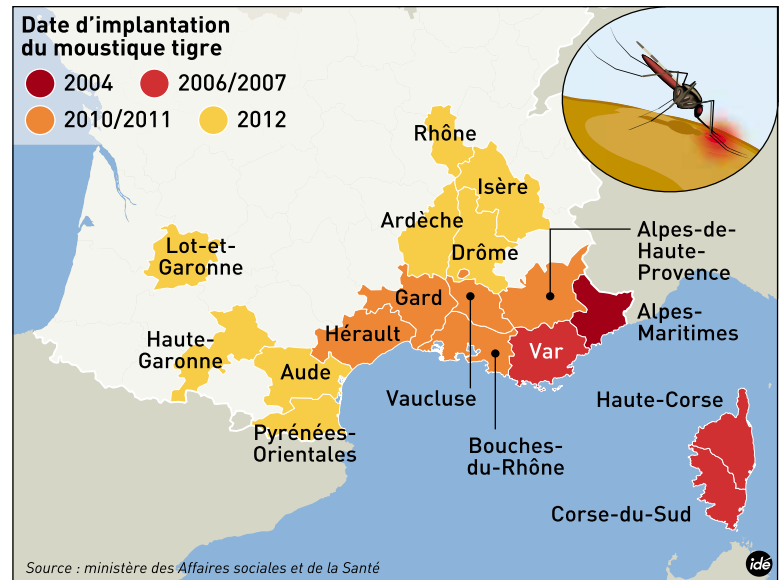 Date d'implantation
du moustique tigre
2004
2006/2007
2010/2011
2012
Rhône
Isère
Ardèche
Drôme
Lot-et-
Garonne
Alpes-de-
Haute-
Provence
Gard
Alpes-
Maritimes
Hérault
Haute-
Garonne
Var
Aude
Vaucluse
Haute-Corse
Pyrénées-
Orientales
Bouches-
du-Rhône
Corse-du-Sud
Source : ministère des Affaires sociales et de la Santé
idé